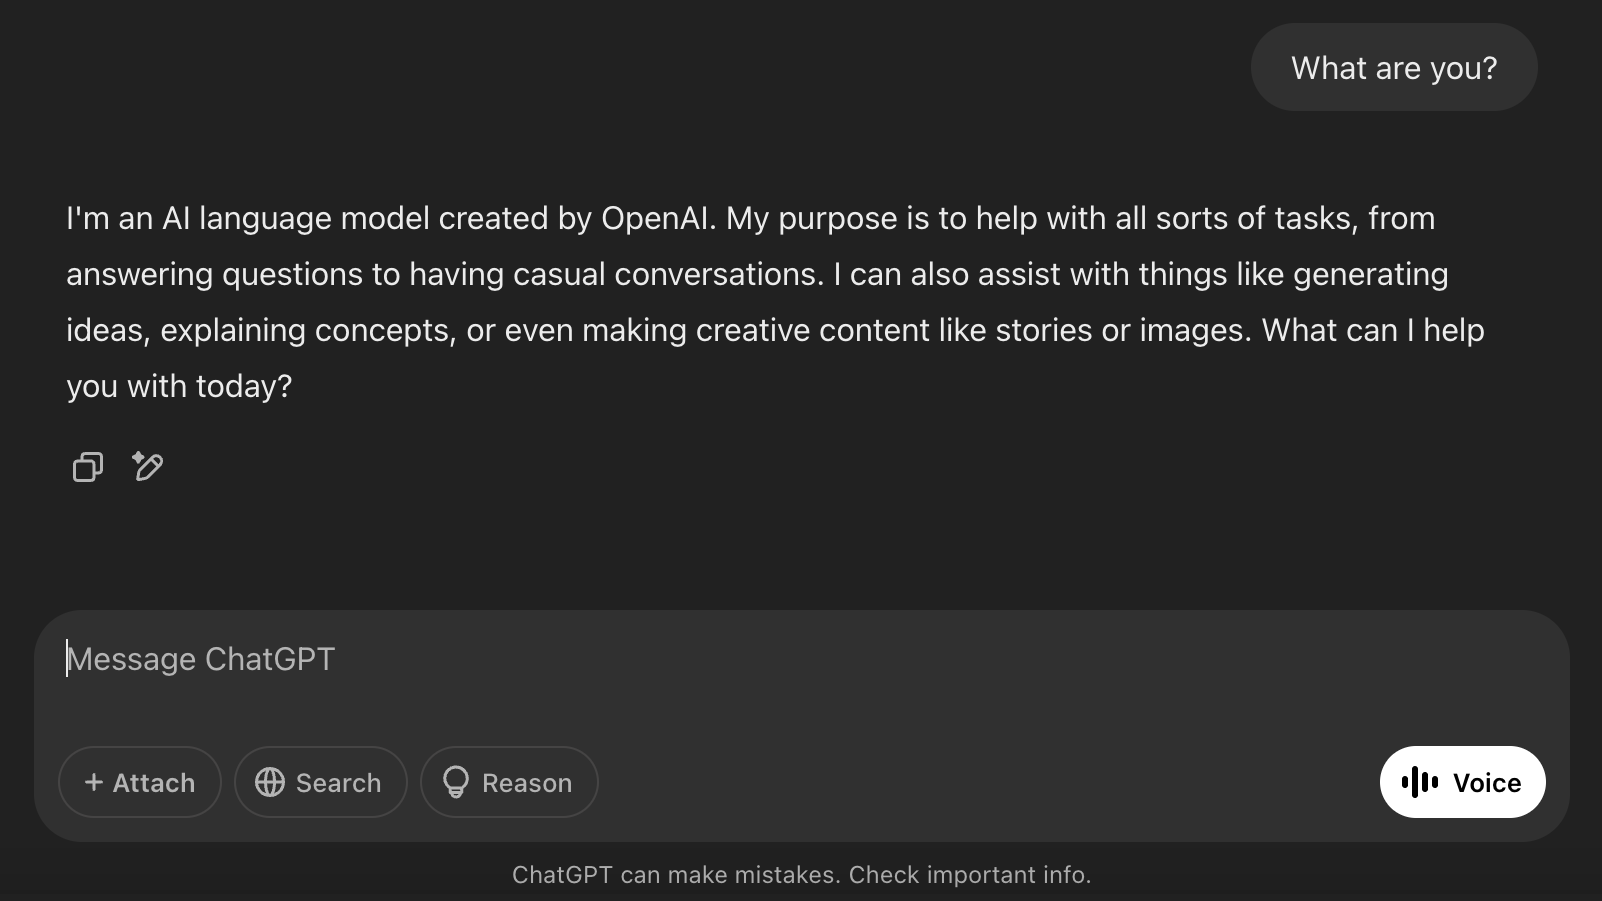 What are you?
I'm an AI language model created by OpenAI. My purpose is to help with all sorts of tasks, from
answering questions to having casual conversations. I can also assist with things like generating
ideas, explaining concepts, or even making creative content like stories or images. What can I help
you with today?
Message ChatGPT
+ Attach
Search
Reason
Voice
ChatGPT can make mistakes. Check important info.